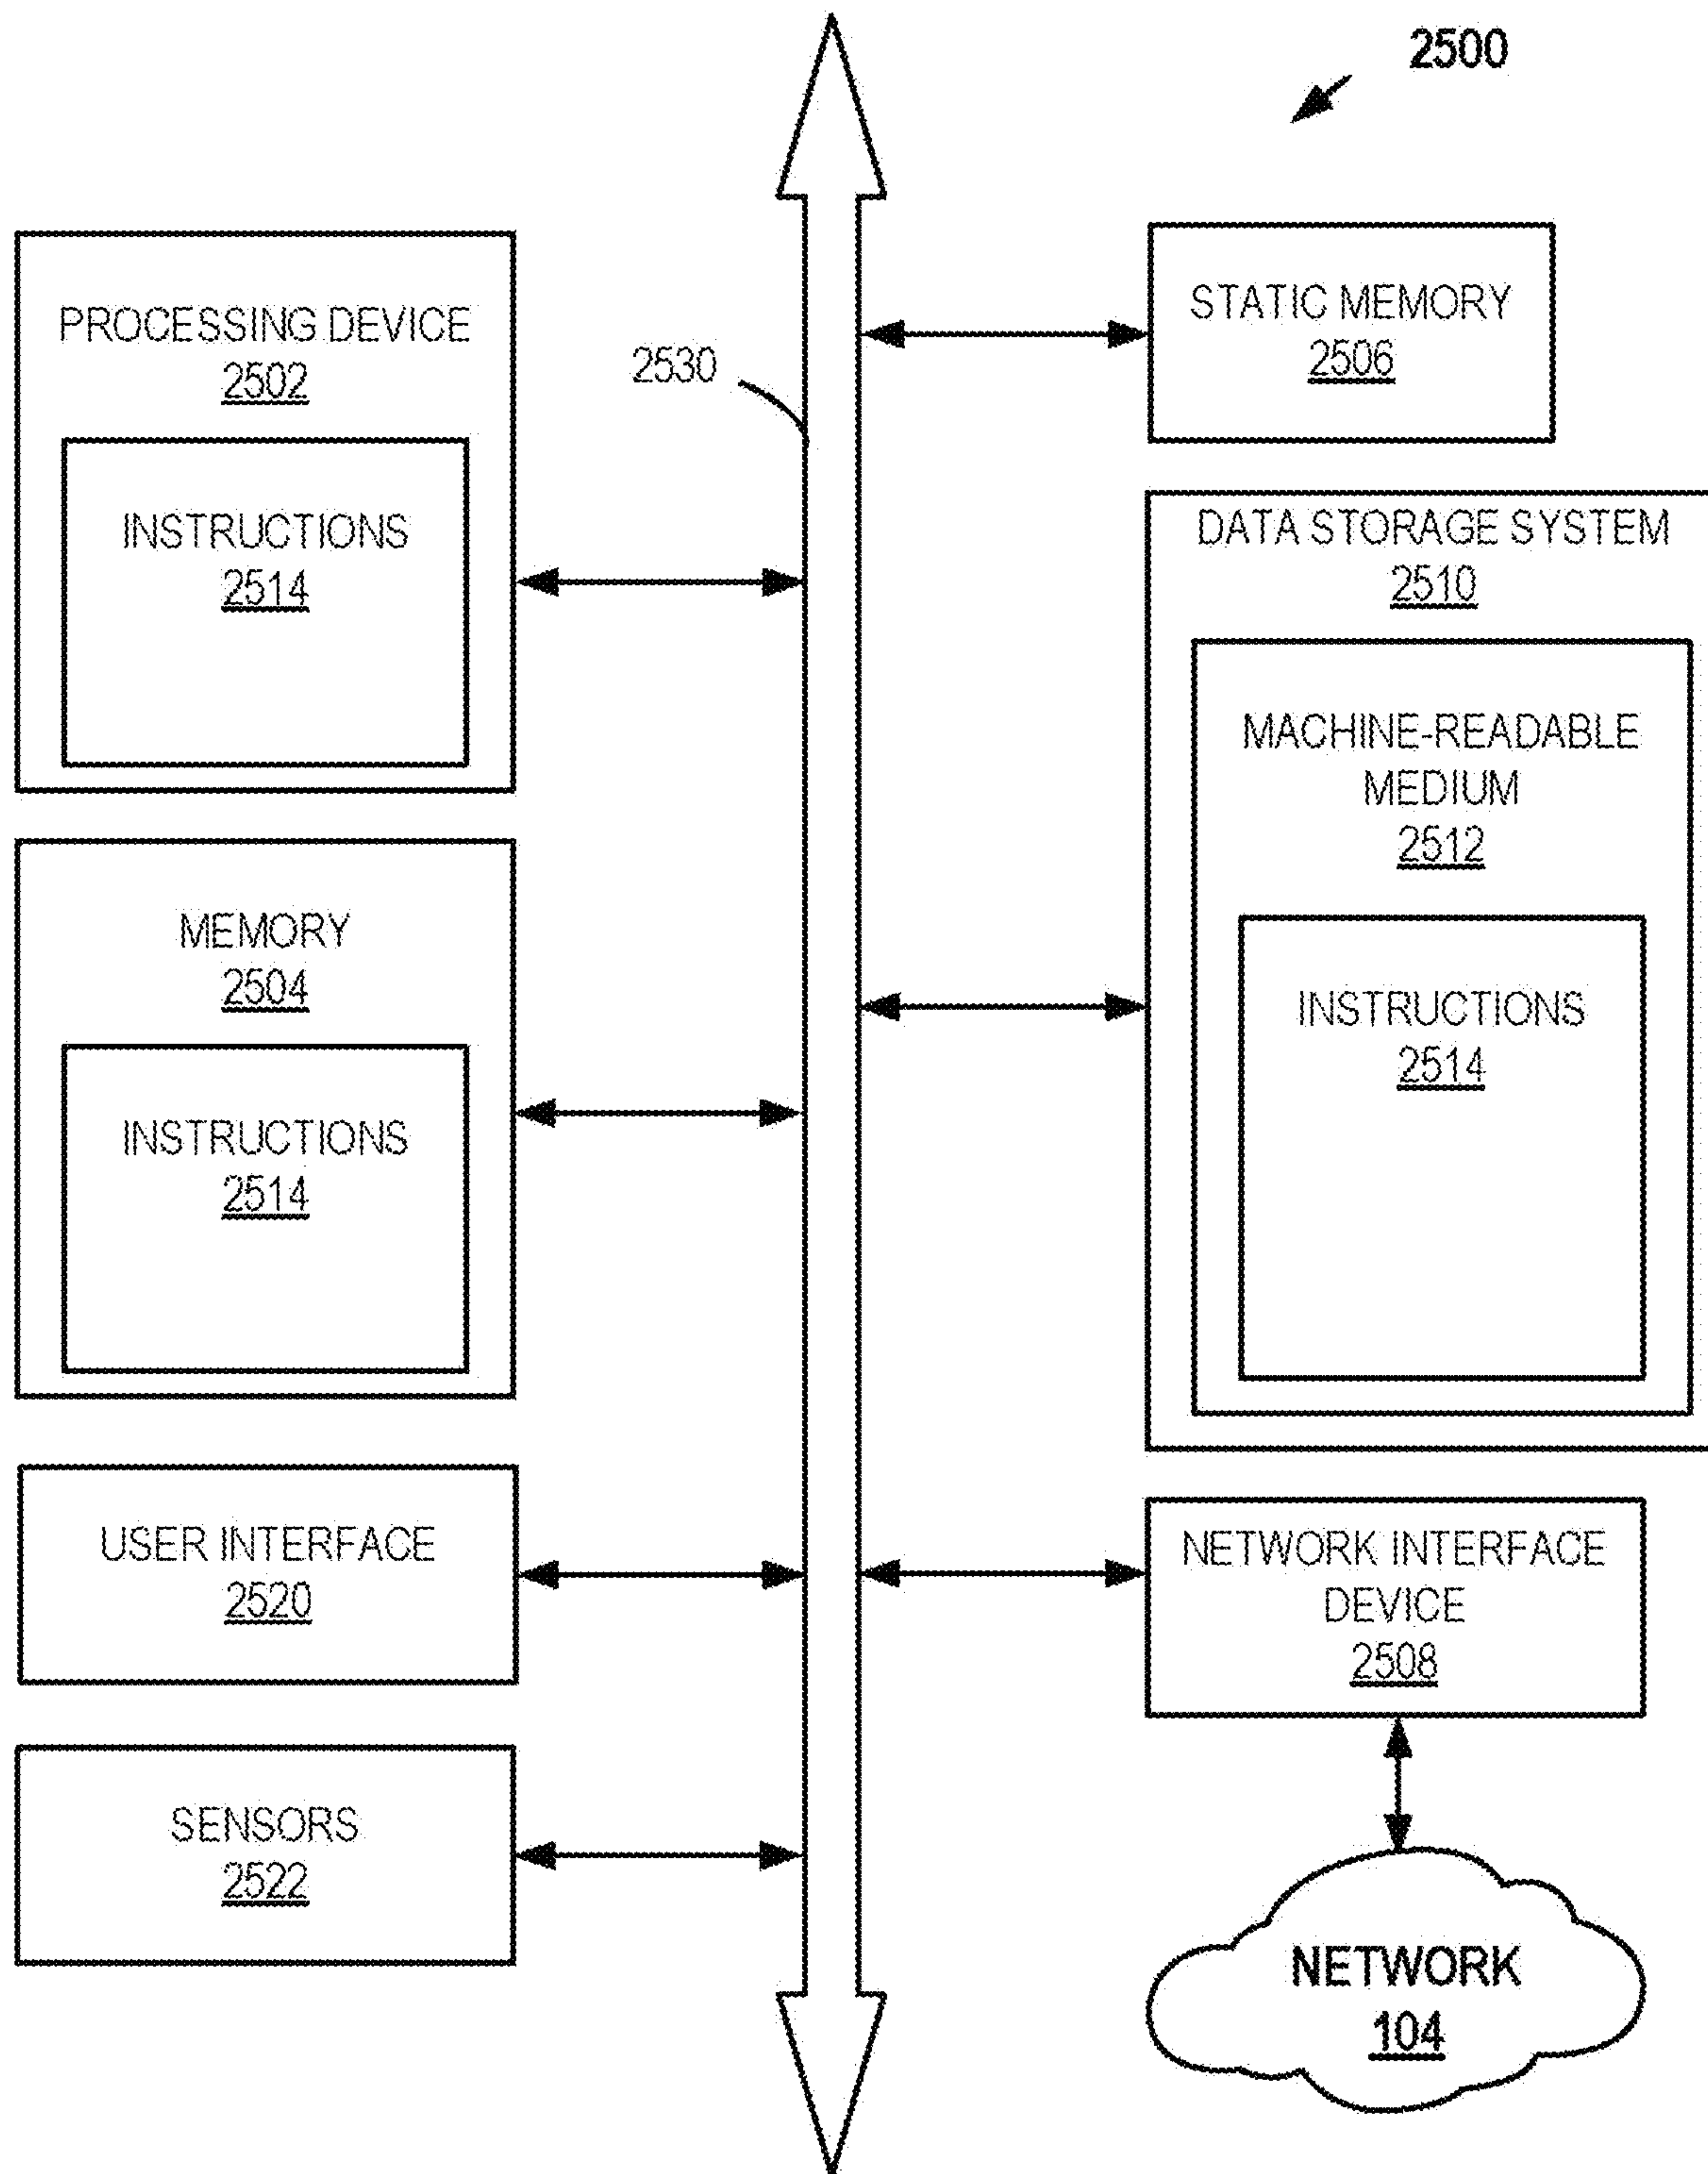 2500
PROCESSING DEVICE
2502
INSTRUCTIONS
2514
2530
STATIC MEMORY
2506
DATA STORAGE SYSTEM
2510
MACHINE-READABLE
MEDIUM
2512
INSTRUCTIONS
2514
MEMORY
2504
INSTRUCTIONS
2514
USER INTERFACE
2520
NETWORK INTERFACE
DEVICE
2508
SENSORS
2522
NETWORK
104